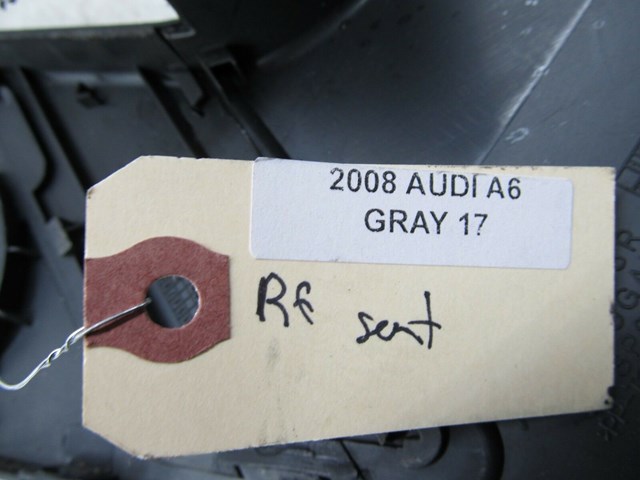 2008 AUDI A6
GRAY 17
Rf seat